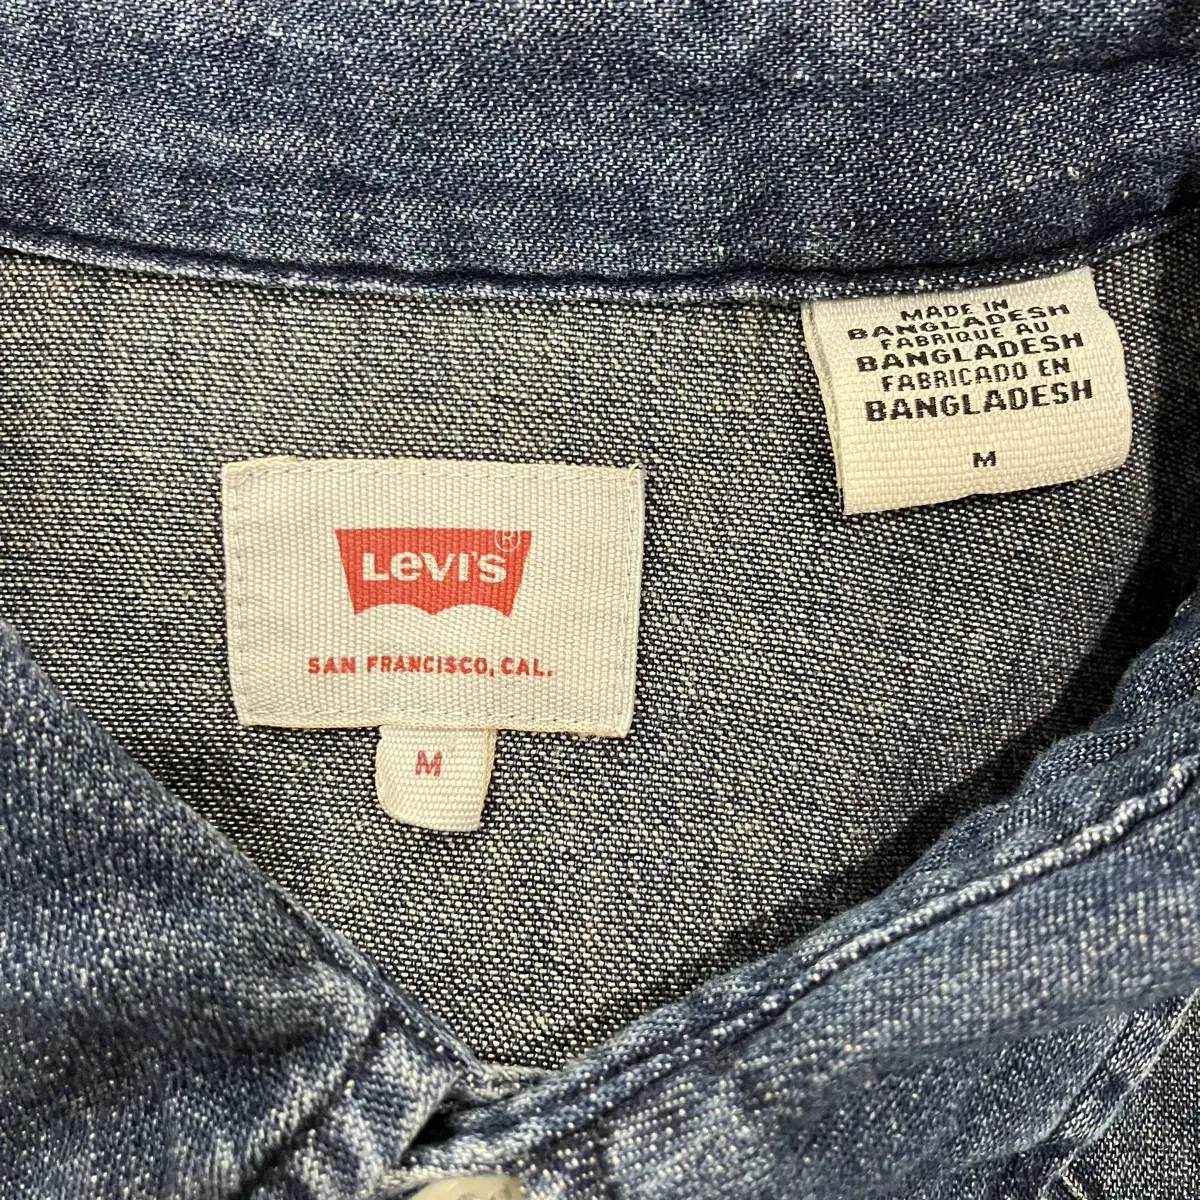 MADE IN
BANGLADESH
FABRIQUE AU
BANGLADESH
FABRICADO EN
BANGLADESH
M
LEVI'S®
SAN FRANCISCO, CAL.
M